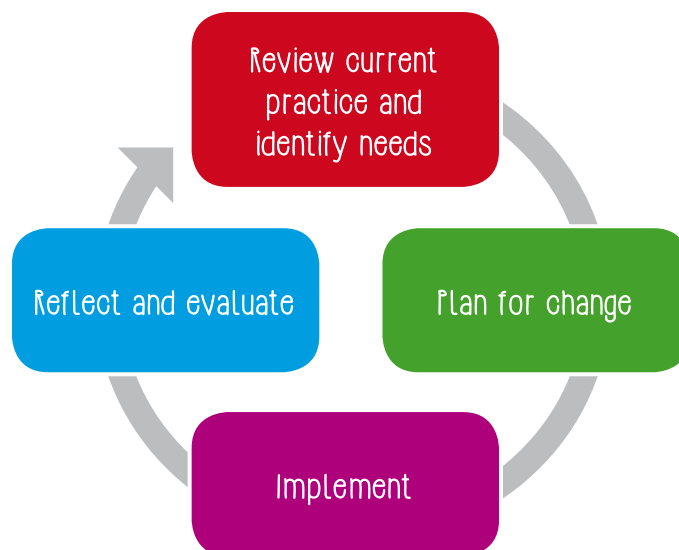 Review current
practice and
identify needs
Plan for change
Implement
Reflect and evaluate